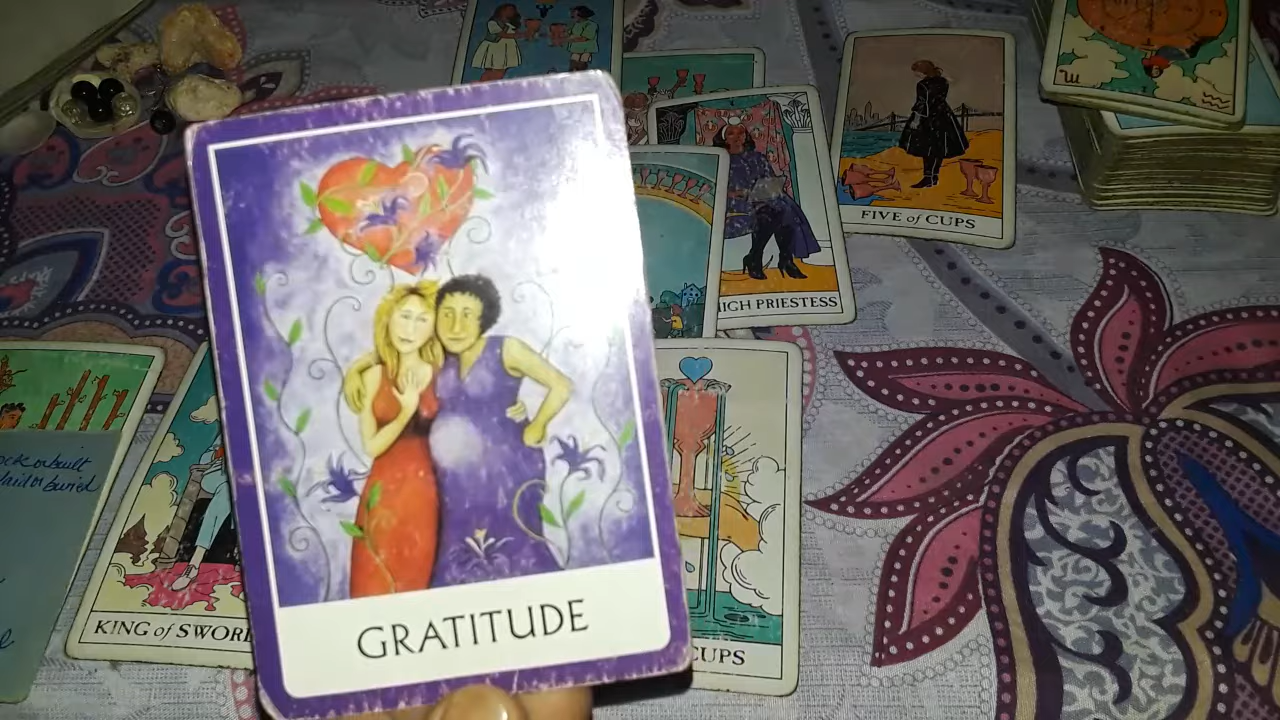 FIVE of CUPS
HIGH PRIESTESS
KING of SWORD
CUPS
GRATITUDE